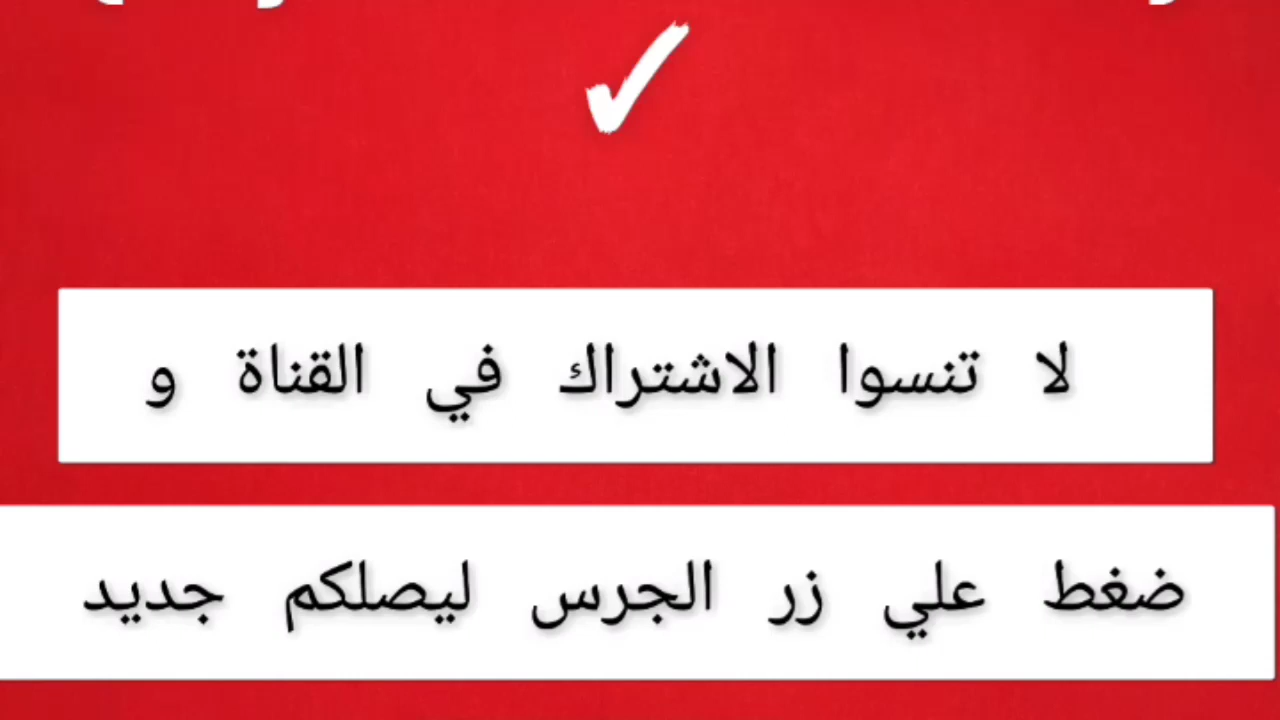 لا تنسوا الاشتراك في القناة و
ضغط علي زر الجرس ليصلكم جديد